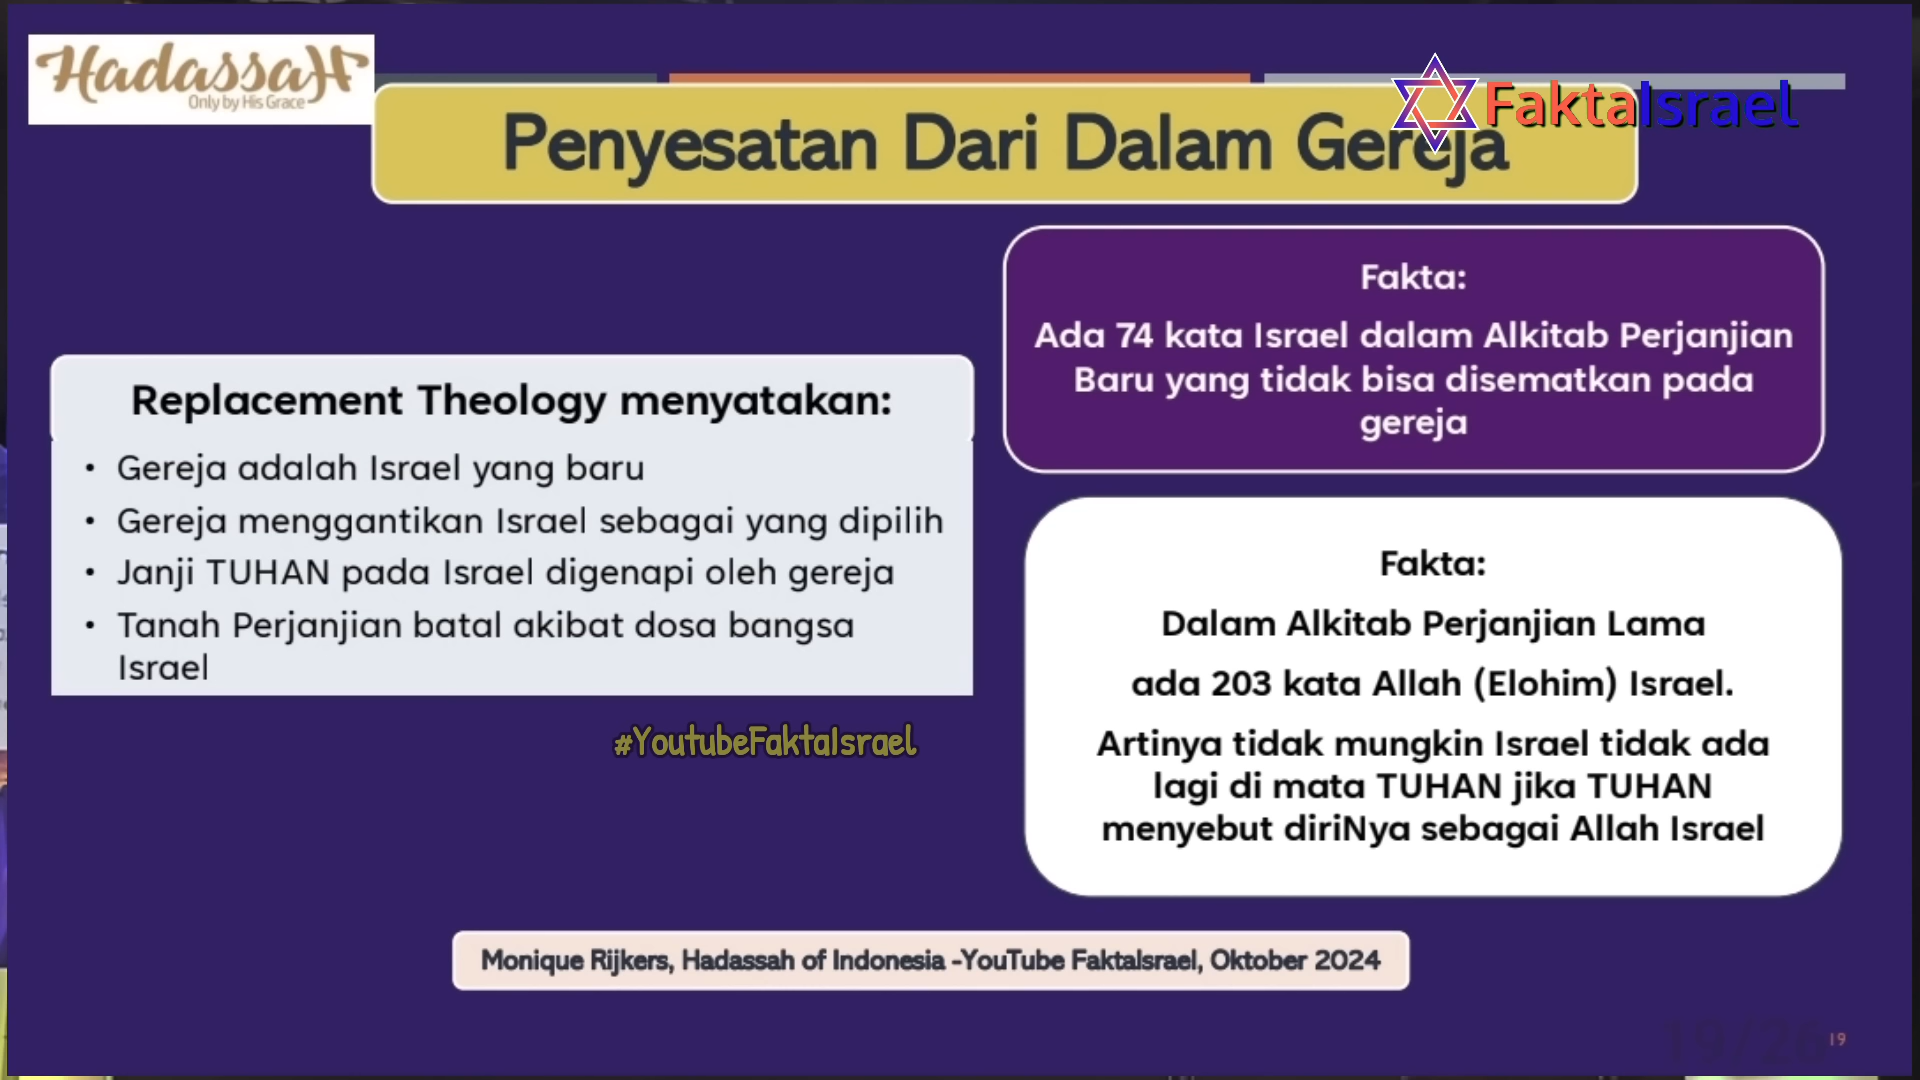 HadassaH
Only by His Grace
FaktaIsrael
Penyesatan Dari Dalam Gereja
Replacement Theology menyatakan:
• Gereja adalah Israel yang baru
• Gereja menggantikan Israel sebagai yang dipilih
• Janji TUHAN pada Israel digenapi oleh gereja
• Tanah Perjanjian batal akibat dosa bangsa
Israel
Fakta:
Ada 74 kata Israel dalam Alkitab Perjanjian
Baru yang tidak bisa disematkan pada
gereja
Fakta:
Dalam Alkitab Perjanjian Lama
ada 203 kata Allah (Elohim) Israel.
Artinya tidak mungkin Israel tidak ada
lagi di mata TUHAN jika TUHAN
menyebut diriNya sebagai Allah Israel
#YoutubeFaktaIsrael
Monique Rijkers, Hadassah of Indonesia -YouTube FaktaIsrael, Oktober 2024
19/26
19